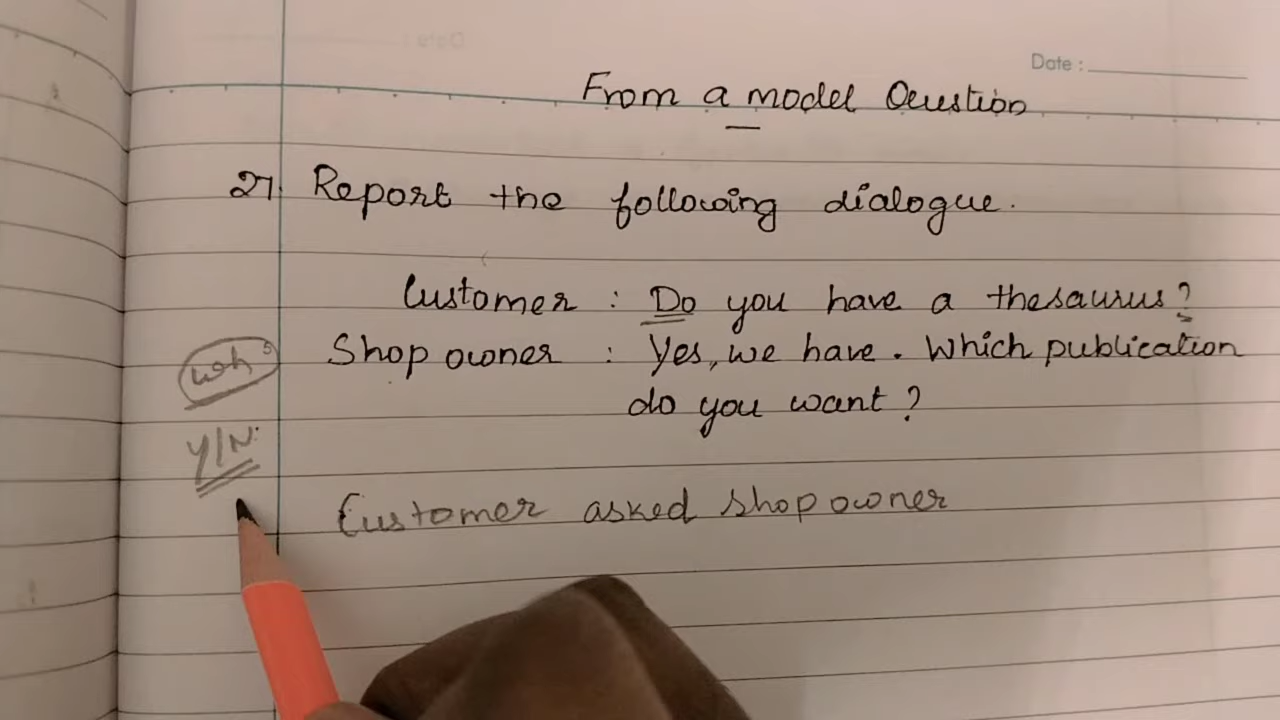 Date :
From a model Question
27. Report the following dialogue.
Customer : Do you have a thesaurus?
Shop owner : Yes, we have. Which publication
do you want?
wh
Y/N.
Customer asked shop owner